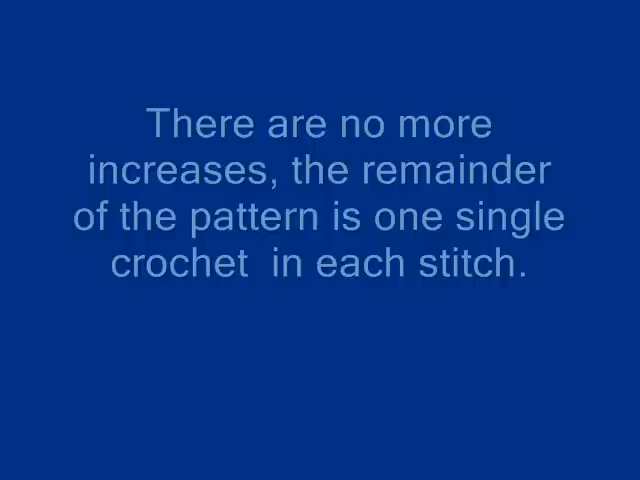 There are no more
increases, the remainder
of the pattern is one single
crochet  in each stitch.